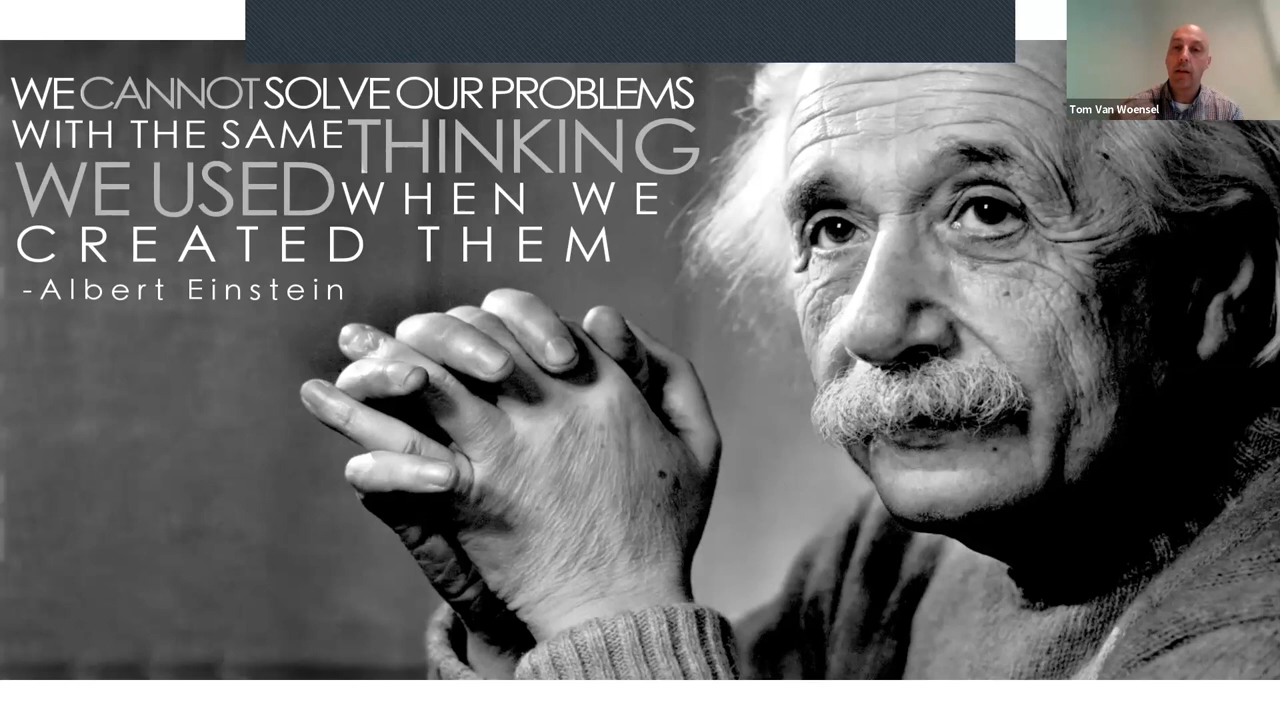 WE CANNOT SOLVE OUR PROBLEMS
WITH THE SAME THINKING
WE USED WHEN WE
CREATED THEM
-Albert Einstein
Tom Van Woensel